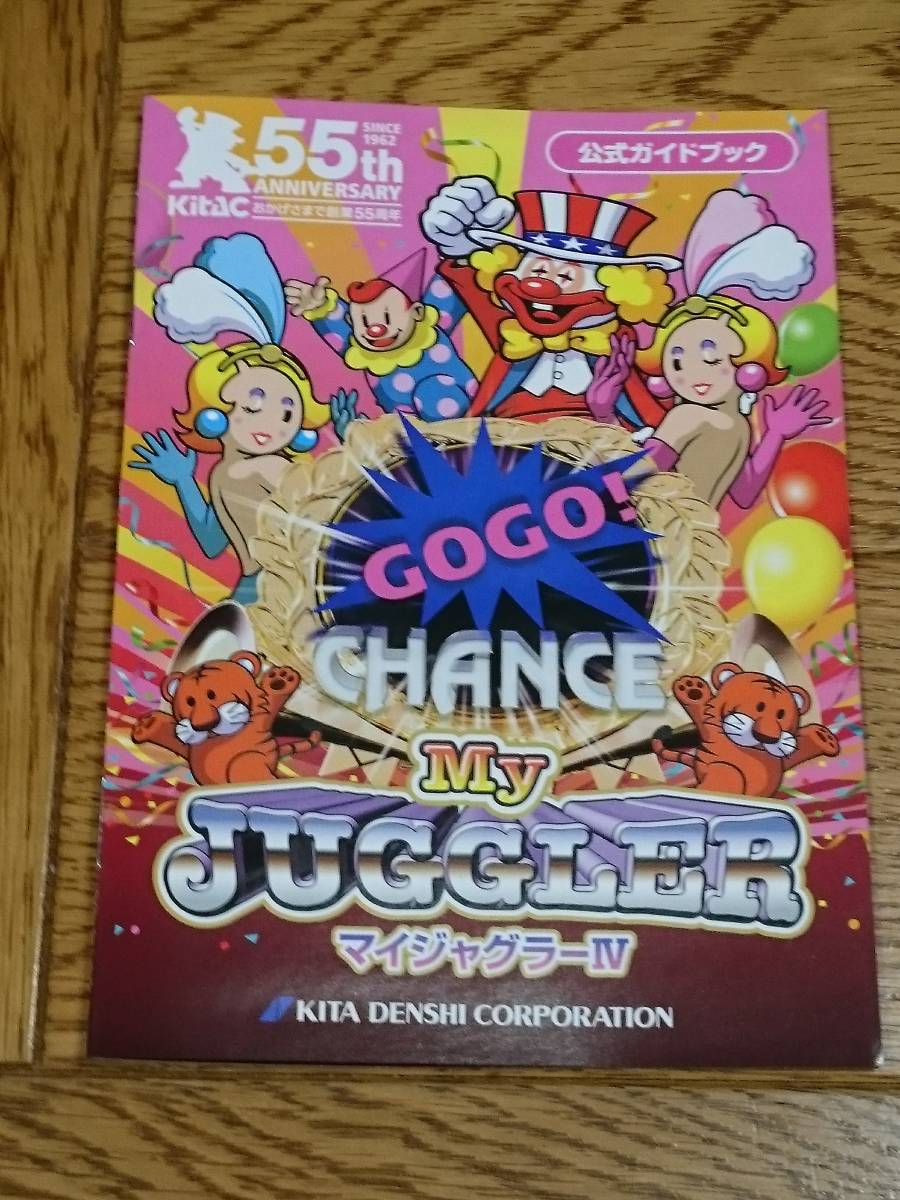 55th
SINCE
1962
ANNIVERSARY
KitAC
おかげさまで創業55周年
公式ガイドブック
GOGO!
CHANCE
My
JUGGLER
マイジャグラーIV
KITA DENSHI CORPORATION